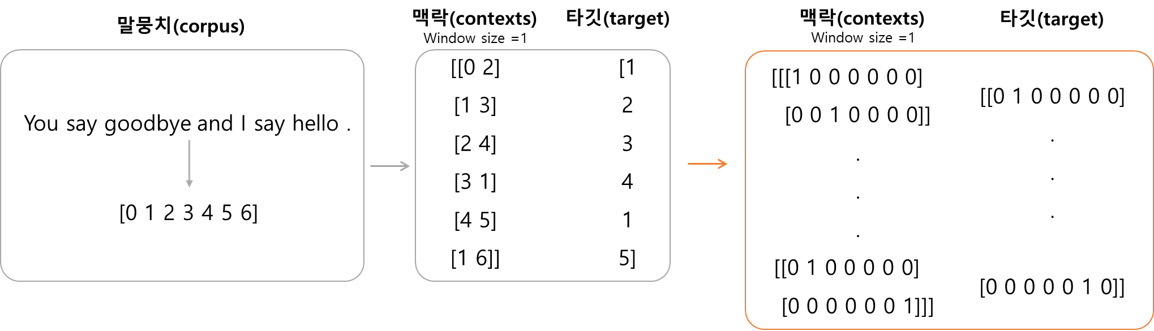 말뭉치(corpus)
You say goodbye and I say hello .
[0 1 2 3 4 5 6]
맥락(contexts) 타깃(target)
Window size =1
[[0 2] [1
[1 3] 2
[2 4] 3
[3 1] 4
[4 5] 1
[1 6]] 5]
맥락(contexts) 타깃(target)
Window size =1
[[[1 0 0 0 0 0 0]
[0 0 1 0 0 0 0]]
.
.
.
[[0 1 0 0 0 0 0]
[0 0 0 0 0 0 1]]]
[[0 1 0 0 0 0 0]
.
.
.
[0 0 0 0 0 1 0]]